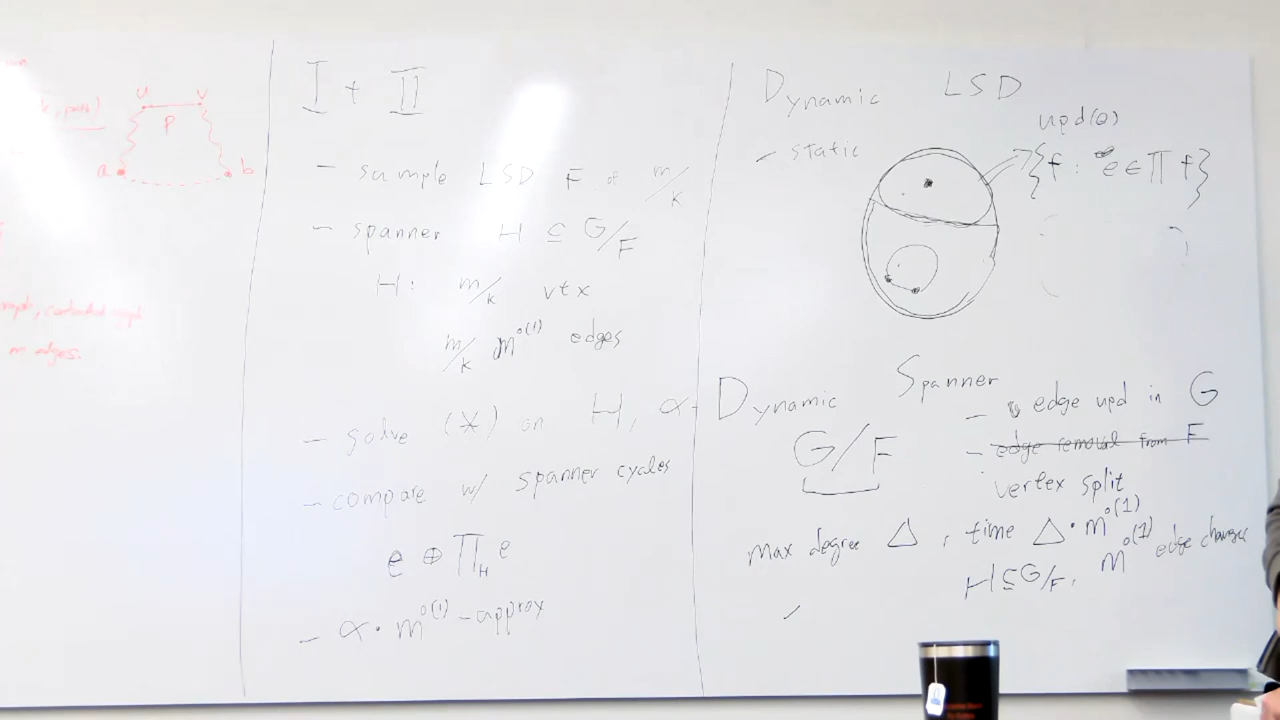 u v
P
a b
m edges.
I + II
- sample LSD F of m/k
- spanner H ⊆ G/F
H: m/k vtx
m/k m^o(1) edges
- solve (*) on H, α-
- compare w/ spanner cycles
e ⊕ Π_H e
- α · m^o(1) - approx
Dynamic LSD
- static
upd(e)
{f : e ∈ Π f}
Dynamic Spanner
G/F
- edge upd in G
- edge removal from F
vertex split
max degree Δ, time Δ · m^o(1)
H ⊆ G/F, m^o(1) edge changes